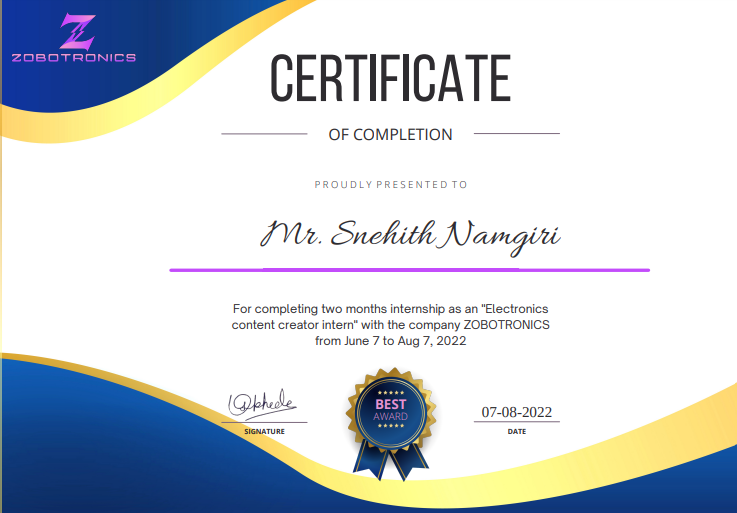 ZOBOTRONICS
CERTIFICATE
OF COMPLETION
PROUDLY PRESENTED TO
Mr. Snehith Namgiri
For completing two months internship as an "Electronics
content creator intern" with the company ZOBOTRONICS
from June 7 to Aug 7, 2022
BEST
AWARD
07-08-2022
SIGNATURE
DATE